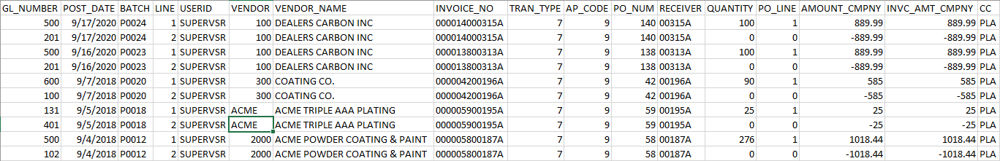 GL_NUMBER POST_DATE BATCH LINE USERID VENDOR VENDOR_NAME INVOICE_NO TRAN_TYPE AP_CODE PO_NUM RECEIVER QUANTITY PO_LINE AMOUNT_CMPNY INVC_AMT_CMPNY CC
500 9/17/2020 P0024 1 SUPERVSR 100 DEALERS CARBON INC 000014000315A 7 9 140 00315A 100 1 889.99 889.99 PLA
201 9/17/2020 P0024 2 SUPERVSR 100 DEALERS CARBON INC 000014000315A 7 9 140 00315A 0 0 -889.99 -889.99 PLA
500 9/16/2020 P0023 1 SUPERVSR 100 DEALERS CARBON INC 000013800313A 7 9 138 00313A 100 1 889.99 889.99 PLA
201 9/16/2020 P0023 2 SUPERVSR 100 DEALERS CARBON INC 000013800313A 7 9 138 00313A 0 0 -889.99 -889.99 PLA
600 9/7/2018 P0020 1 SUPERVSR 300 COATING CO. 000004200196A 7 9 42 00196A 90 1 585 585 PLA
100 9/7/2018 P0020 2 SUPERVSR 300 COATING CO. 000004200196A 7 9 42 00196A 0 0 -585 -585 PLA
131 9/5/2018 P0018 1 SUPERVSR ACME ACME TRIPLE AAA PLATING 000005900195A 7 9 59 00195A 25 1 25 25 PLA
401 9/5/2018 P0018 2 SUPERVSR ACME ACME TRIPLE AAA PLATING 000005900195A 7 9 59 00195A 0 0 -25 -25 PLA
500 9/4/2018 P0012 1 SUPERVSR 2000 ACME POWDER COATING & PAINT 000005800187A 7 9 58 00187A 276 1 1018.44 1018.44 PLA
102 9/4/2018 P0012 2 SUPERVSR 2000 ACME POWDER COATING & PAINT 000005800187A 7 9 58 00187A 0 0 -1018.44 -1018.44 PLA